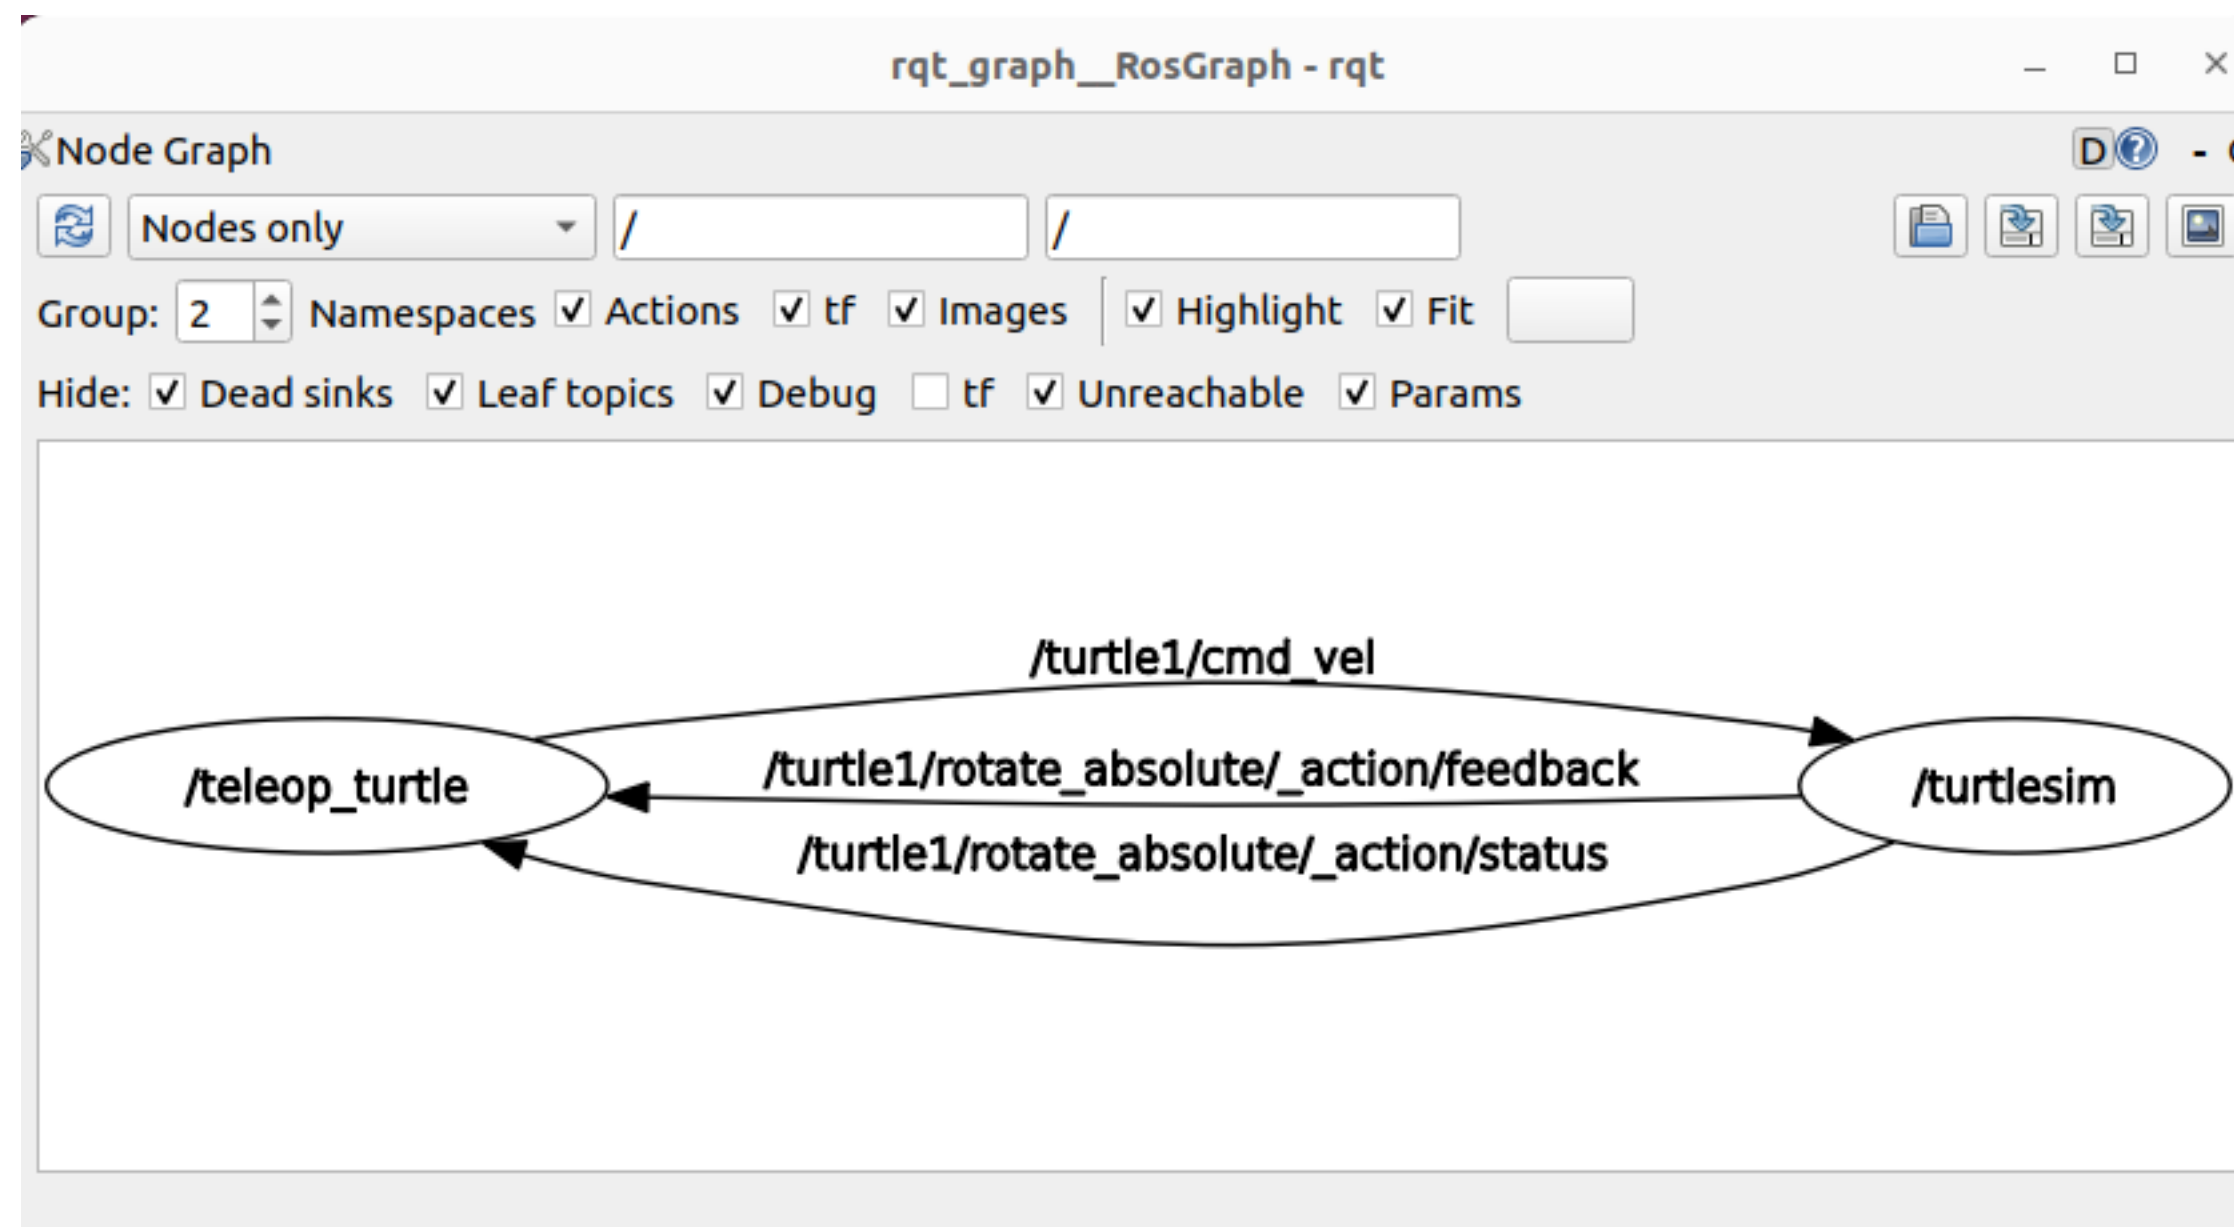 rqt_graph__RosGraph - rqt
Node Graph D ? -
Nodes only / /
Group: 2 Namespaces Actions tf Images Highlight Fit
Hide: Dead sinks Leaf topics Debug tf Unreachable Params
/turtle1/cmd_vel
/turtle1/rotate_absolute/_action/feedback
/teleop_turtle /turtlesim
/turtle1/rotate_absolute/_action/status